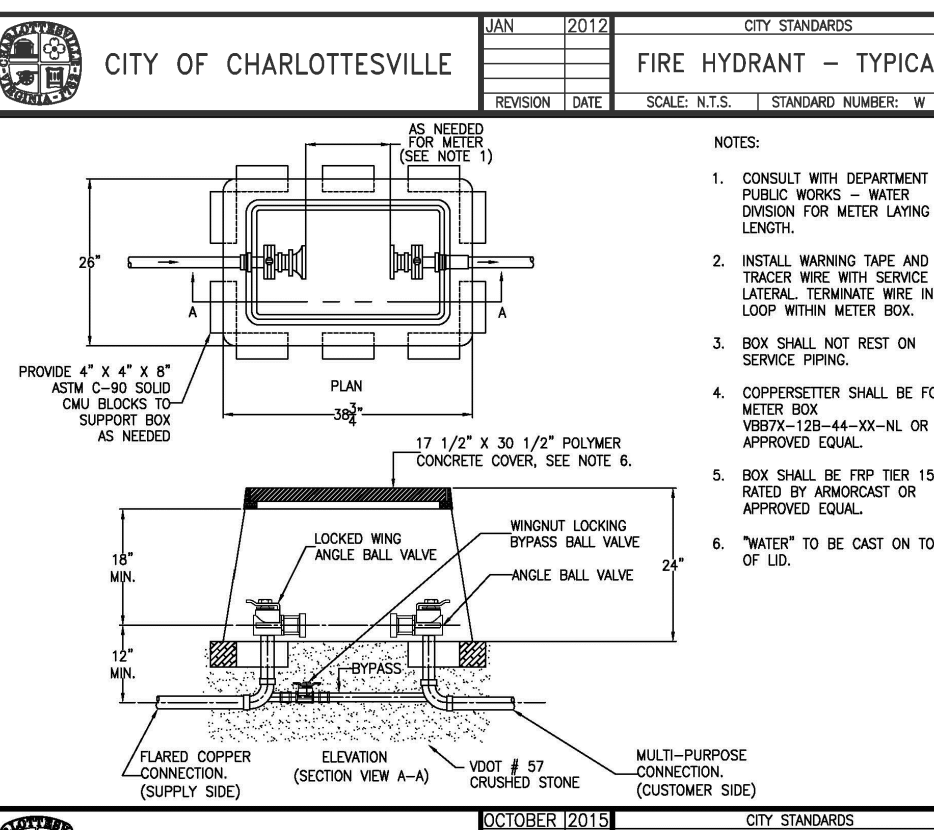 CHARLOTTESVILLE
VIRGINIA-1762
CITY OF CHARLOTTESVILLE
JAN 2012
REVISION DATE
CITY STANDARDS
FIRE HYDRANT – TYPICA
SCALE: N.T.S. STANDARD NUMBER: W
AS NEEDED
FOR METER
(SEE NOTE 1)
26"
A
A
PROVIDE 4" X 4" X 8"
ASTM C-90 SOLID
CMU BLOCKS TO
SUPPORT BOX
AS NEEDED
PLAN
38 3/4"
17 1/2" X 30 1/2" POLYMER
CONCRETE COVER, SEE NOTE 6.
LOCKED WING
ANGLE BALL VALVE
WINGNUT LOCKING
BYPASS BALL VALVE
ANGLE BALL VALVE
18"
MIN.
24"
12"
MIN.
BYPASS
FLARED COPPER
CONNECTION.
(SUPPLY SIDE)
ELEVATION
(SECTION VIEW A-A)
VDOT # 57
CRUSHED STONE
MULTI-PURPOSE
CONNECTION.
(CUSTOMER SIDE)
NOTES:
1. CONSULT WITH DEPARTMENT
PUBLIC WORKS – WATER
DIVISION FOR METER LAYING
LENGTH.
2. INSTALL WARNING TAPE AND
TRACER WIRE WITH SERVICE
LATERAL. TERMINATE WIRE IN
LOOP WITHIN METER BOX.
3. BOX SHALL NOT REST ON
SERVICE PIPING.
4. COPPERSETTER SHALL BE FO
METER BOX
VBB7X-12B-44-XX-NL OR
APPROVED EQUAL.
5. BOX SHALL BE FRP TIER 15
RATED BY ARMORCAST OR
APPROVED EQUAL.
6. "WATER" TO BE CAST ON TO
OF LID.
OCTOBER 2015
CITY STANDARDS